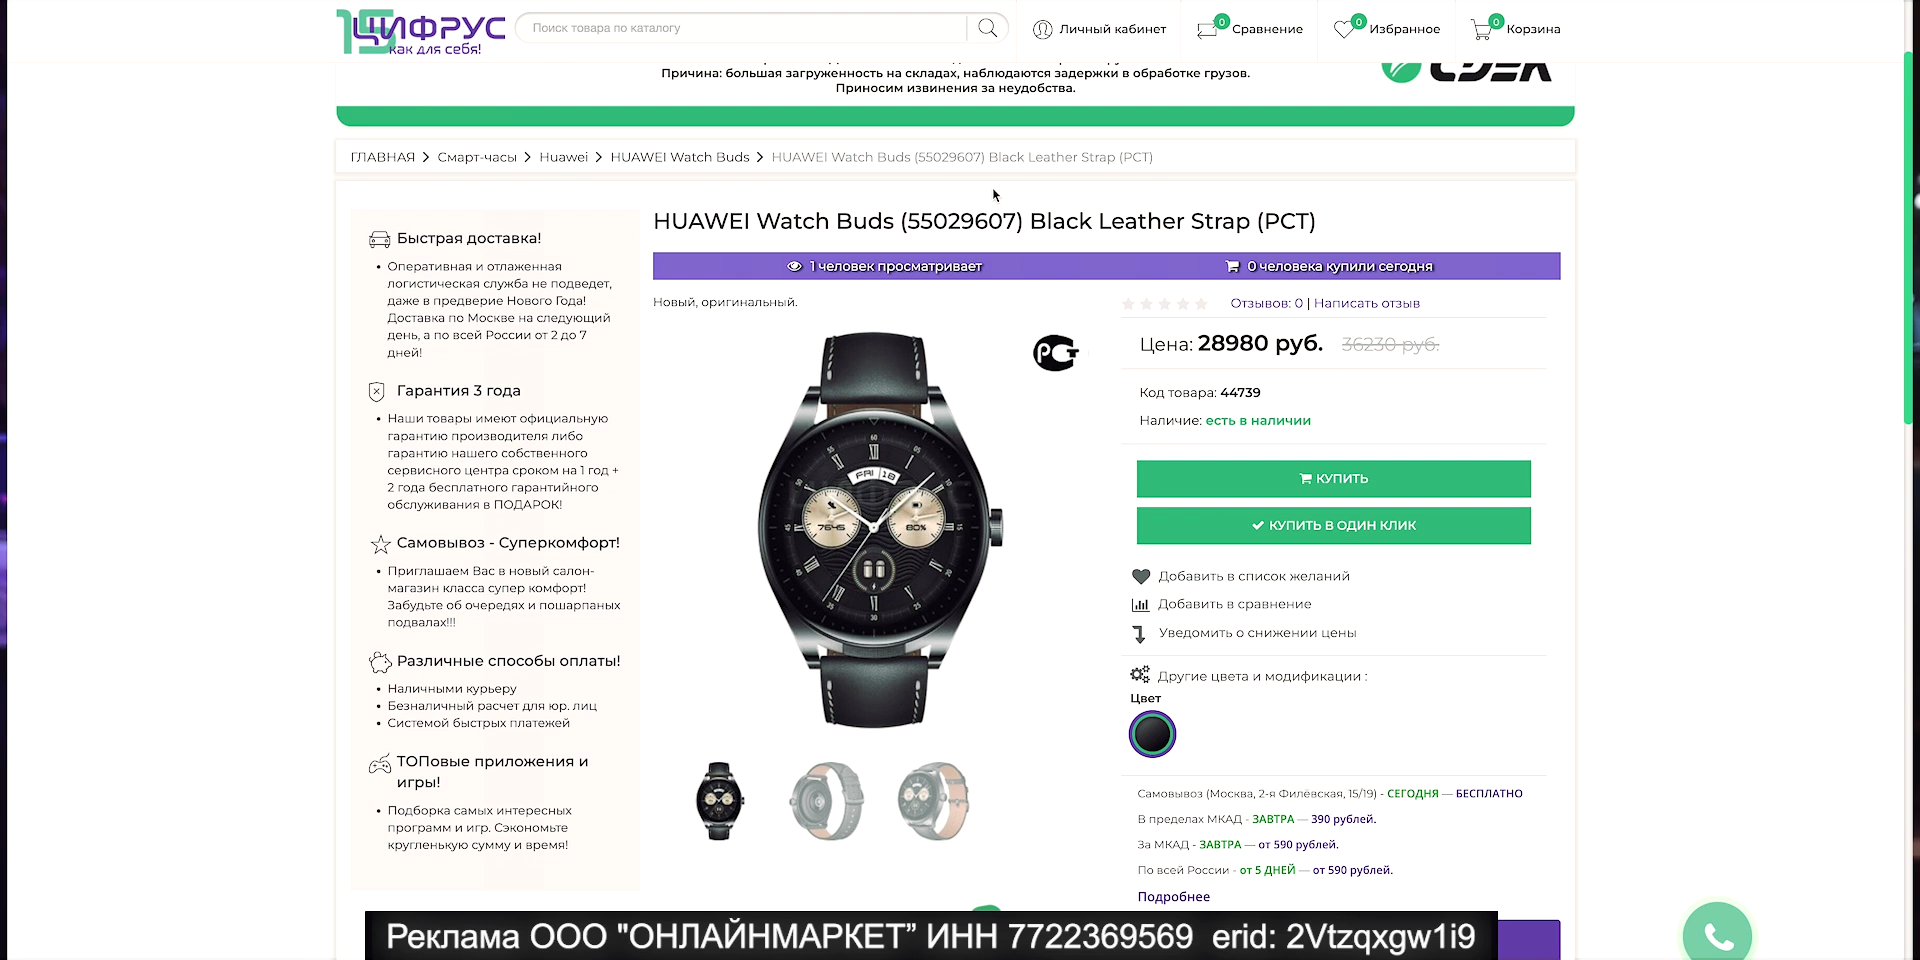 15 ЦИФРУС
как для себя!
Поиск товара по каталогу
Личный кабинет
0
Сравнение
0
Избранное
0
Корзина
Причина: большая загруженность на складах, наблюдаются задержки в обработке грузов.
Приносим извинения за неудобства.
ГЛАВНАЯ > Смарт-часы > Huawei > HUAWEI Watch Buds > HUAWEI Watch Buds (55029607) Black Leather Strap (РСТ)
Быстрая доставка!
• Оперативная и отлаженная
логистическая служба не подведет,
даже в предверие Нового Года!
Доставка по Москве на следующий
день, а по всей России от 2 до 7
дней!
Гарантия 3 года
• Наши товары имеют официальную
гарантию производителя либо
гарантию нашего собственного
сервисного центра сроком на 1 год +
2 года бесплатного гарантийного
обслуживания в ПОДАРОК!
Самовывоз - Суперкомфорт!
• Приглашаем Вас в новый салон-
магазин класса супер комфорт!
Забудьте об очередях и пошарпаных
подвалах!!!
Различные способы оплаты!
• Наличными курьеру
• Безналичный расчет для юр. лиц
• Системой быстрых платежей
ТОПовые приложения и
игры!
• Подборка самых интересных
программ и игр. Сэкономьте
кругленькую сумму и время!
HUAWEI Watch Buds (55029607) Black Leather Strap (РСТ)
1 человек просматривает
0 человека купили сегодня
Новый, оригинальный.
РСТ
60
FRI 18
7645
80%
30
Отзывов: 0 | Написать отзыв
Цена: 28980 руб. 36230 руб.
Код товара: 44739
Наличие: есть в наличии
КУПИТЬ
КУПИТЬ В ОДИН КЛИК
Добавить в список желаний
Добавить в сравнение
Уведомить о снижении цены
Другие цвета и модификации :
Цвет
Самовывоз (Москва, 2-я Филевская, 15/19) - СЕГОДНЯ — БЕСПЛАТНО
В пределах МКАД - ЗАВТРА — 390 рублей.
За МКАД - ЗАВТРА — от 590 рублей.
По всей России - от 5 ДНЕЙ — от 590 рублей.
Подробнее
Реклама ООО "ОНЛАЙНМАРКЕТ” ИНН 7722369569 erid: 2Vtzqxgw1i9